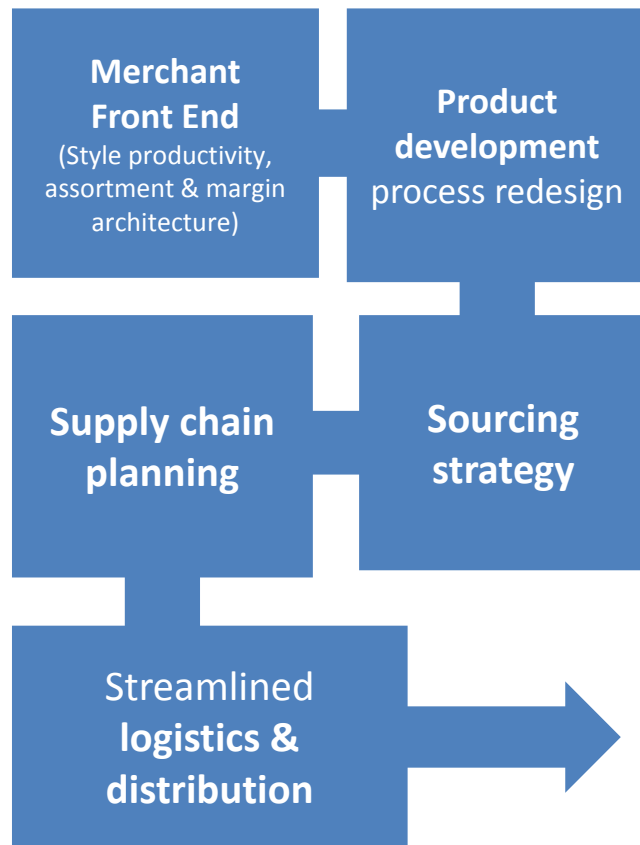 Merchant
Front End
(Style productivity,
assortment & margin
architecture)
Product
development
process redesign
Supply chain
planning
Sourcing
strategy
Streamlined
logistics &
distribution